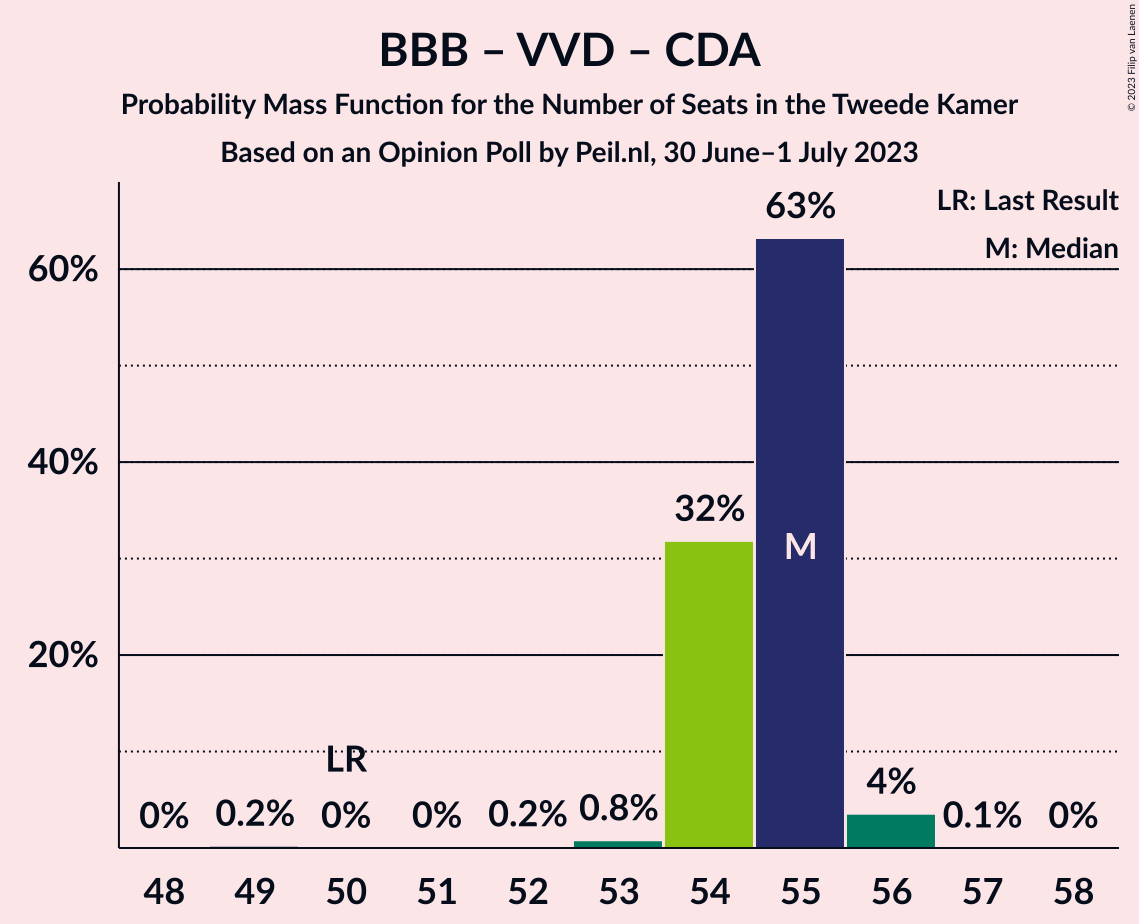 BBB – VVD – CDA
Probability Mass Function for the Number of Seats in the Tweede Kamer
Based on an Opinion Poll by Peil.nl, 30 June–1 July 2023
© 2023 Filip van Laenen
LR: Last Result
M: Median
60%
40%
20%
0%
0.2%
LR
0%
0%
0.2%
0.8%
32%
63%
M
4%
0.1%
0%
48 49 50 51 52 53 54 55 56 57 58